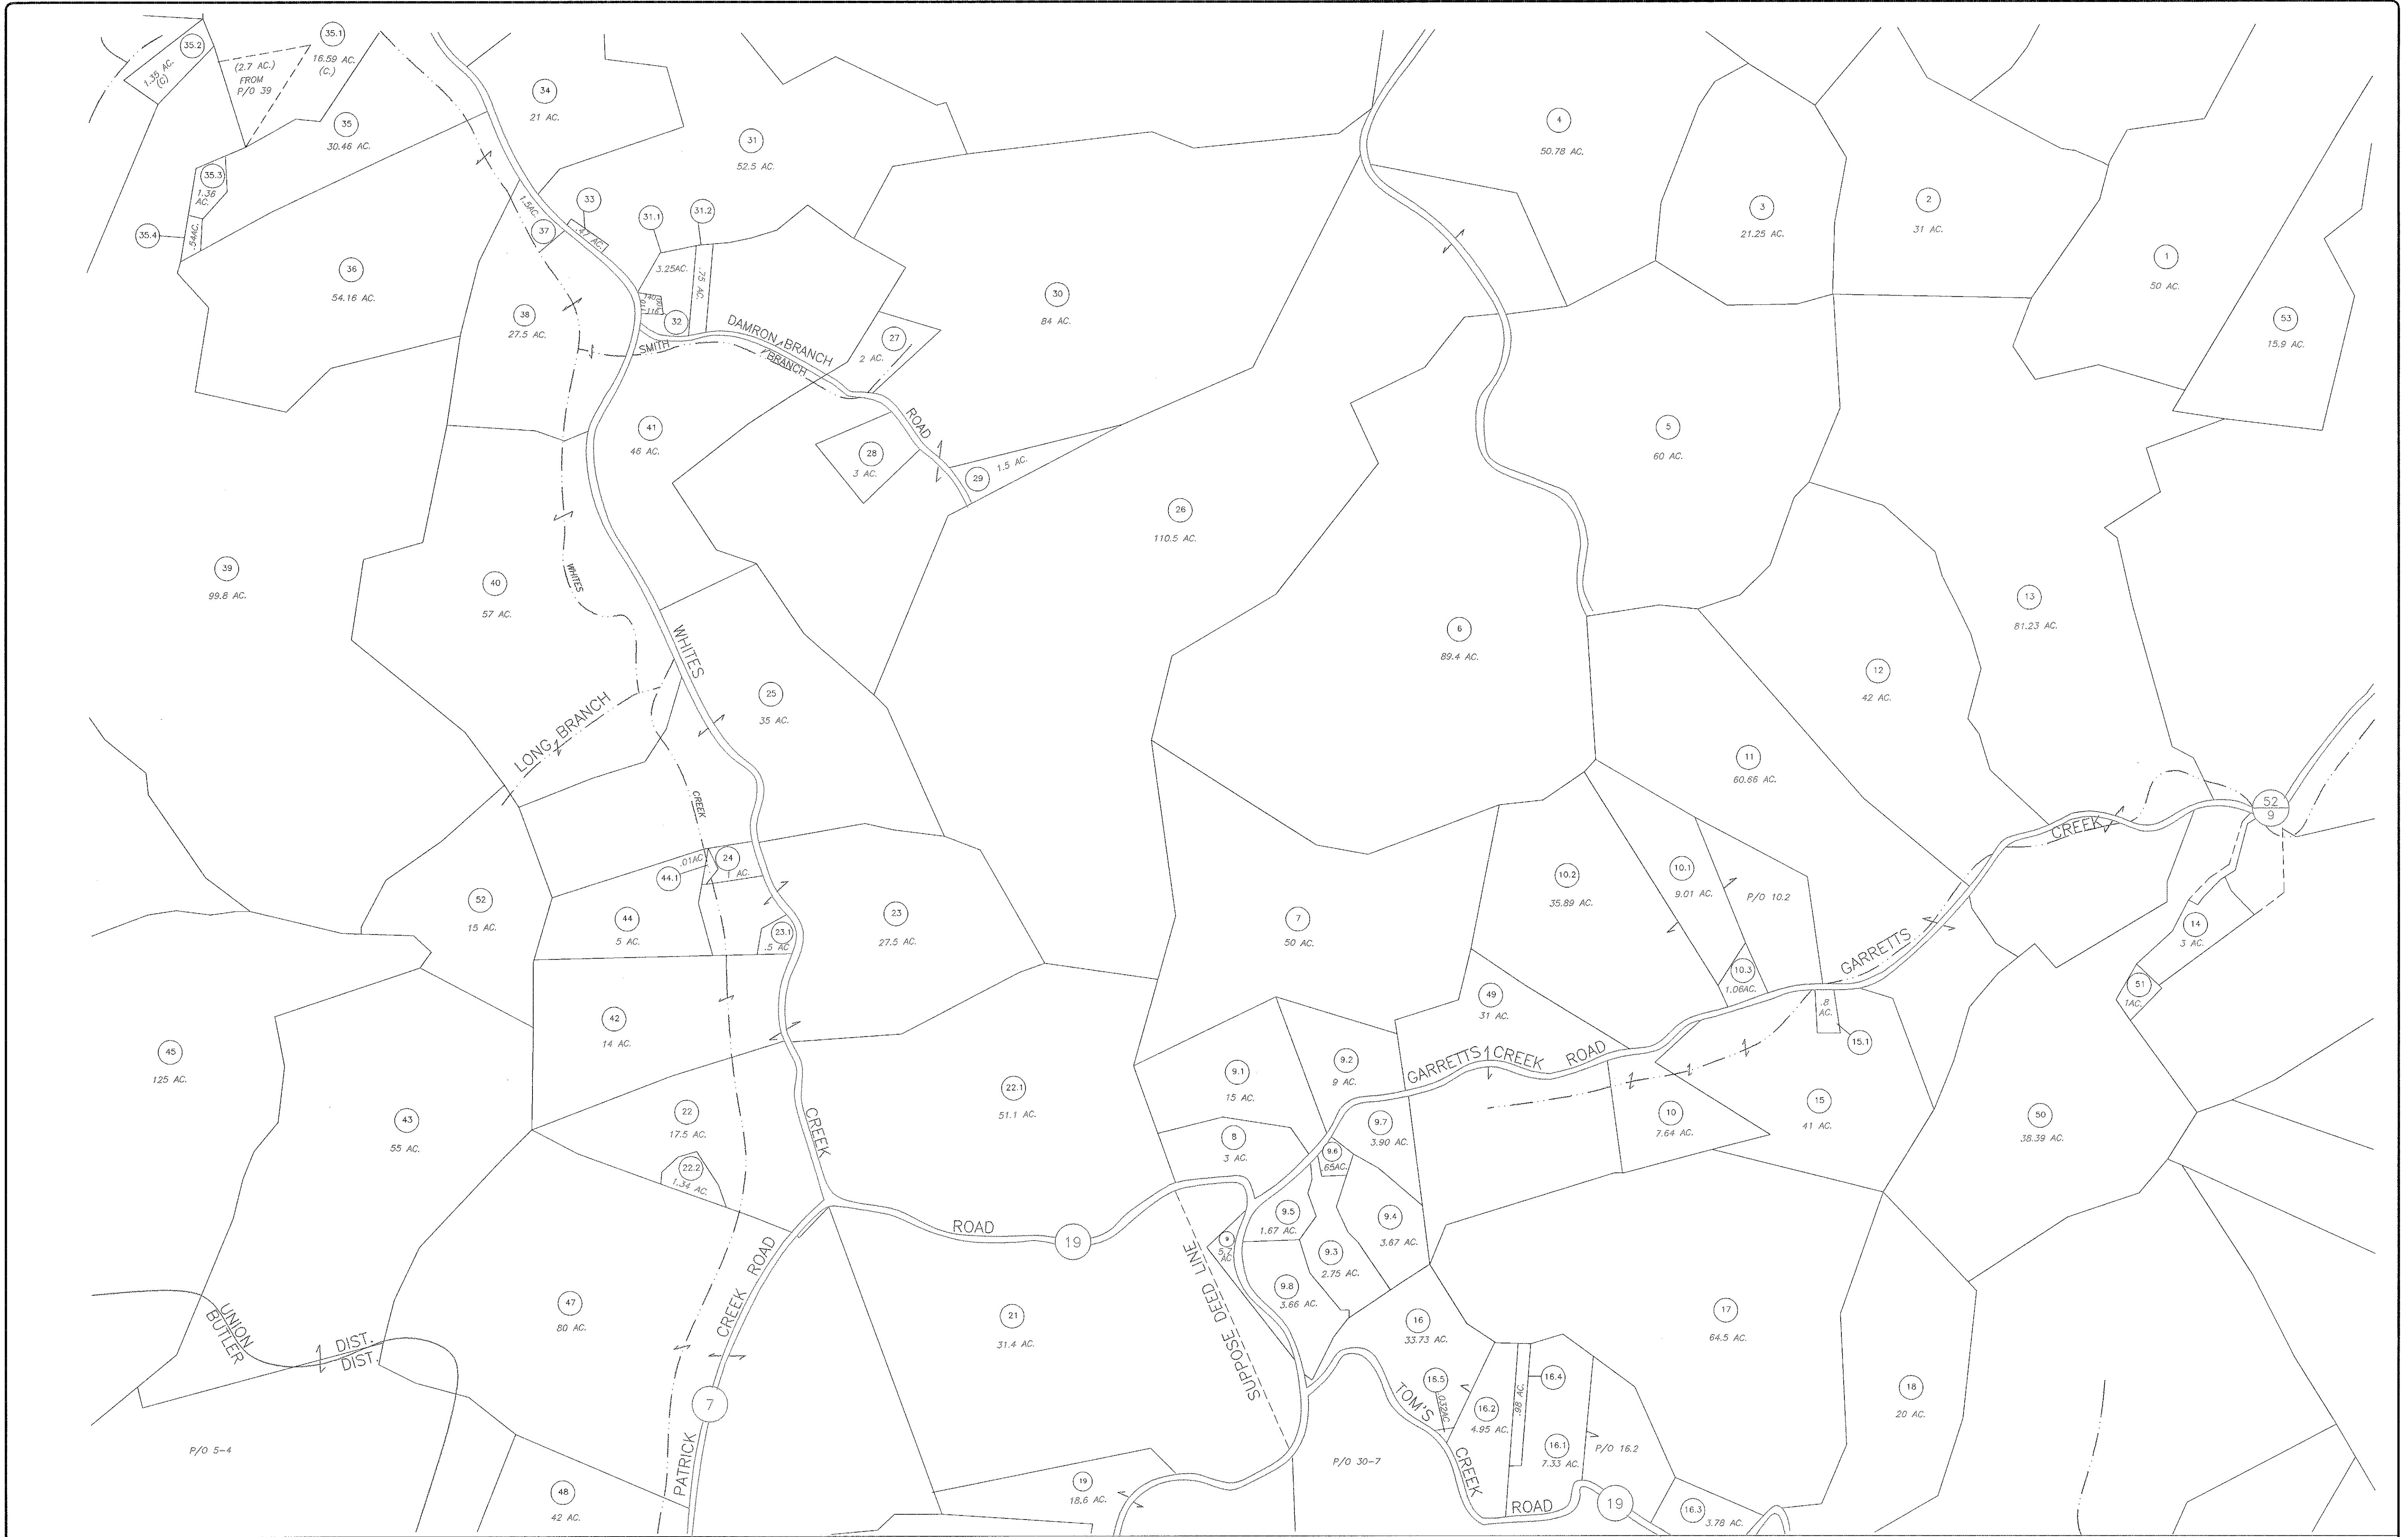 35.2
1.35 AC.
(C)
(2.7 AC.)
FROM
P/O 39
35.1
16.59 AC.
(C.)
35
30.46 AC.
34
21 AC.
31
52.5 AC.
4
50.78 AC.
3
21.25 AC.
2
31 AC.
1
50 AC.
53
15.9 AC.
35.3
1.36
AC.
35.4
.54AC.
36
54.16 AC.
1.5AC.
37
33
.47 AC.
31.1
31.2
3.25AC.
.75 AC.
140
100
101
116
32
38
27.5 AC.
SMITH
BRANCH
DAMRON BRANCH
ROAD
27
2 AC.
30
84 AC.
41
46 AC.
28
3 AC.
29
1.5 AC.
5
60 AC.
26
110.5 AC.
39
99.8 AC.
40
57 AC.
WHITES
WHITES
6
89.4 AC.
13
81.23 AC.
12
42 AC.
25
35 AC.
LONG BRANCH
CREEK
11
60.66 AC.
52
9
CREEK
.01AC
44.1
24
1 AC.
52
15 AC.
44
5 AC.
23.1
.5 AC
23
27.5 AC.
7
50 AC.
10.2
35.89 AC.
10.1
9.01 AC.
P/O 10.2
10.3
1.06AC.
GARRETTS
14
3 AC.
51
1AC.
.8
AC.
15.1
49
31 AC.
42
14 AC.
45
125 AC.
43
55 AC.
22
17.5 AC.
22.2
1.34 AC.
22.1
51.1 AC.
CREEK
9.1
15 AC.
9.2
9 AC.
GARRETTS CREEK ROAD
9.7
3.90 AC.
10
7.64 AC.
15
41 AC.
50
38.39 AC.
8
3 AC.
9.6
.65AC.
9.5
1.67 AC.
9.4
3.67 AC.
9
5.2
AC
9.3
2.75 AC.
9.8
3.66 AC.
ROAD
19
SUPPOSE DEED LINE
CREEK ROAD
47
80 AC.
21
31.4 AC.
16
33.73 AC.
17
64.5 AC.
UNION
BUTLER
DIST.
DIST.
7
PATRICK
16.5
.032AC.
16.2
4.95 AC.
.98 AC.
16.4
16.1
7.33 AC.
P/O 16.2
18
20 AC.
TOM'S
CREEK
ROAD
19
16.3
3.78 AC.
P/O 5-4
48
42 AC.
19
18.6 AC.
P/O 30-7